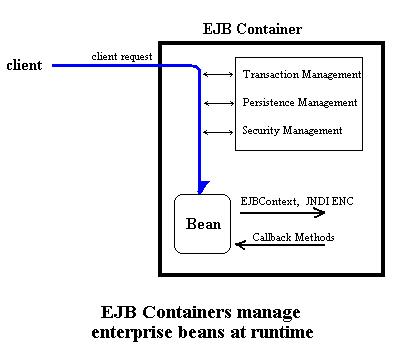 EJB Container
client request
client
Transaction Management
Persistence Management
Security Management
EJBContext, JNDI ENC
Bean
Callback Methods
EJB Containers manage
enterprise beans at runtime